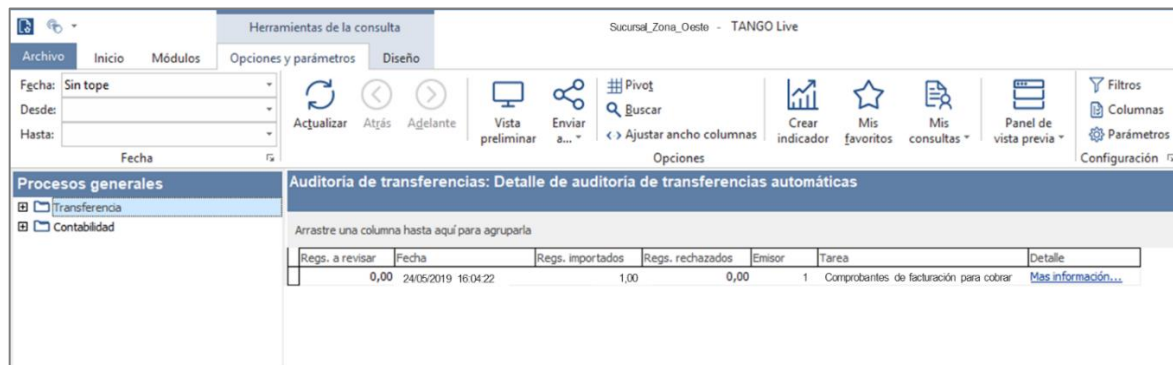 Herramientas de la consulta
Sucursal_Zona_Oeste - TANGO Live
Archivo Inicio Módulos Opciones y parámetros Diseño
Fecha: Sin tope
Desde:
Hasta:
Fecha
Actualizar
Atrás
Adelante
Vista preliminar
Enviar a...
Pivot
Buscar
Ajustar ancho columnas
Crear indicador
Mis favoritos
Mis consultas
Panel de vista previa
Opciones
Filtros
Columnas
Parámetros
Configuración
Procesos generales
Transferencia
Contabilidad
Auditoría de transferencias: Detalle de auditoría de transferencias automáticas
Arrastre una columna hasta aquí para agruparla
Regs. a revisar Fecha Regs. importados Regs. rechazados Emisor Tarea Detalle
0,00 24/05/2019 16:04:22 1,00 0,00 1 Comprobantes de facturación para cobrar Mas información...